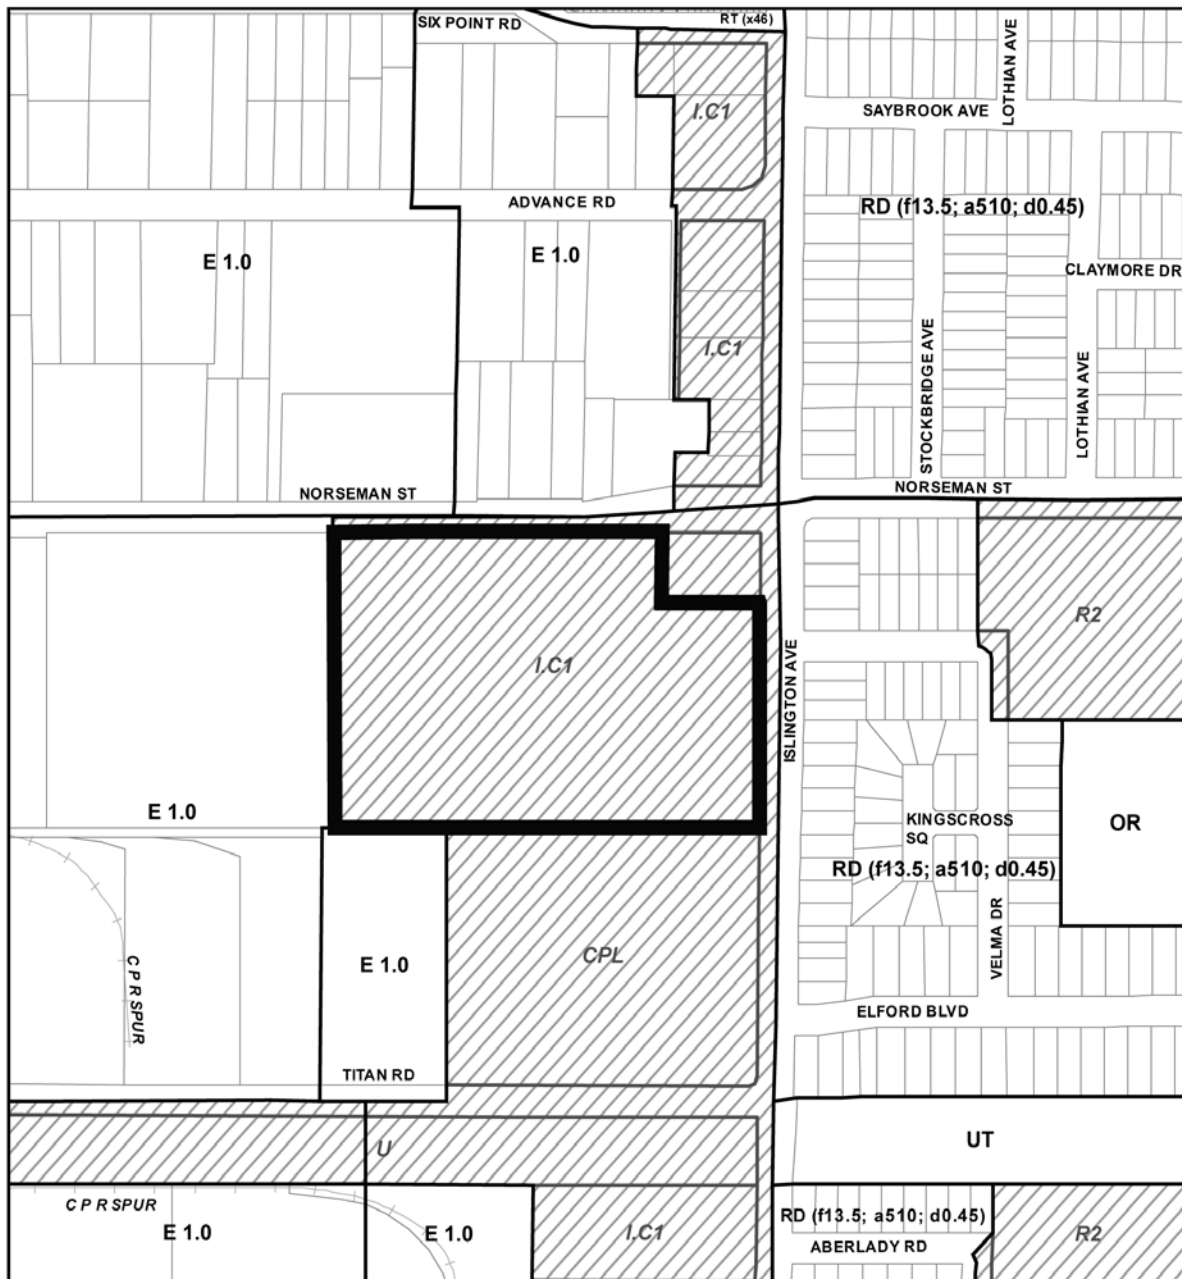 SIX POINT RD
RT (x46)
LOTHIAN AVE
I.C1
SAYBROOK AVE
ADVANCE RD
RD (f13.5; a510; d0.45)
E 1.0
E 1.0
CLAYMORE DR
I.C1
STOCKBRIDGE AVE
LOTHIAN AVE
NORSEMAN ST
NORSEMAN ST
R2
I.C1
ISLINGTON AVE
E 1.0
KINGSCROSS
SQ
OR
RD (f13.5; a510; d0.45)
VELMA DR
CPL
E 1.0
C P R SPUR
ELFORD BLVD
TITAN RD
U
UT
C P R SPUR
E 1.0
E 1.0
I.C1
RD (f13.5; a510; d0.45)
ABERLADY RD
R2